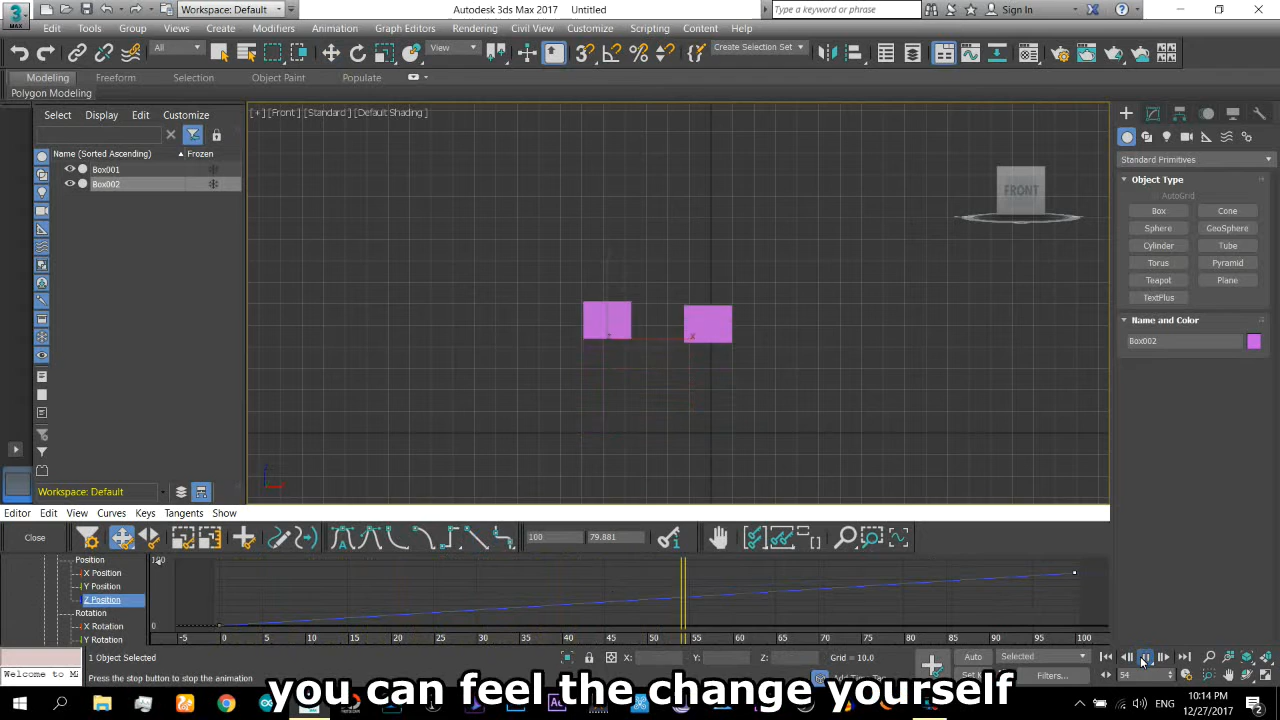 3
MAX
Workspace: Default
Autodesk 3ds Max 2017 Untitled
Type a keyword or phrase
Sign In
Edit Tools Group Views Create Modifiers Animation Graph Editors Rendering Civil View Customize Scripting Content Help
All
View
Create Selection Set
Modeling Freeform Selection Object Paint Populate
Polygon Modeling
Select Display Edit Customize
Name (Sorted Ascending) Frozen
Box001
Box002
[+] [Front] [Standard] [Default Shading]
FRONT
x
Standard Primitives
Object Type
AutoGrid
Box Cone
Sphere GeoSphere
Cylinder Tube
Torus Pyramid
Teapot Plane
TextPlus
Name and Color
Box002
Workspace: Default
Editor Edit View Curves Keys Tangents Show
Close
100 79.881
Position
X Position
Y Position
Z Position
Rotation
X Rotation
Y Rotation
0
-5 0 5 10 15 20 25 30 35 40 45 50 55 60 65 70 75 80 85 90 95 100
1 Object Selected
X: Y: Z: Grid = 10.0
Auto Selected
Welcome to M
Press the stop button to stop the animation
Filters...
54
you can feel the change yourself
Ae
ENG
10:14 PM
12/27/2017